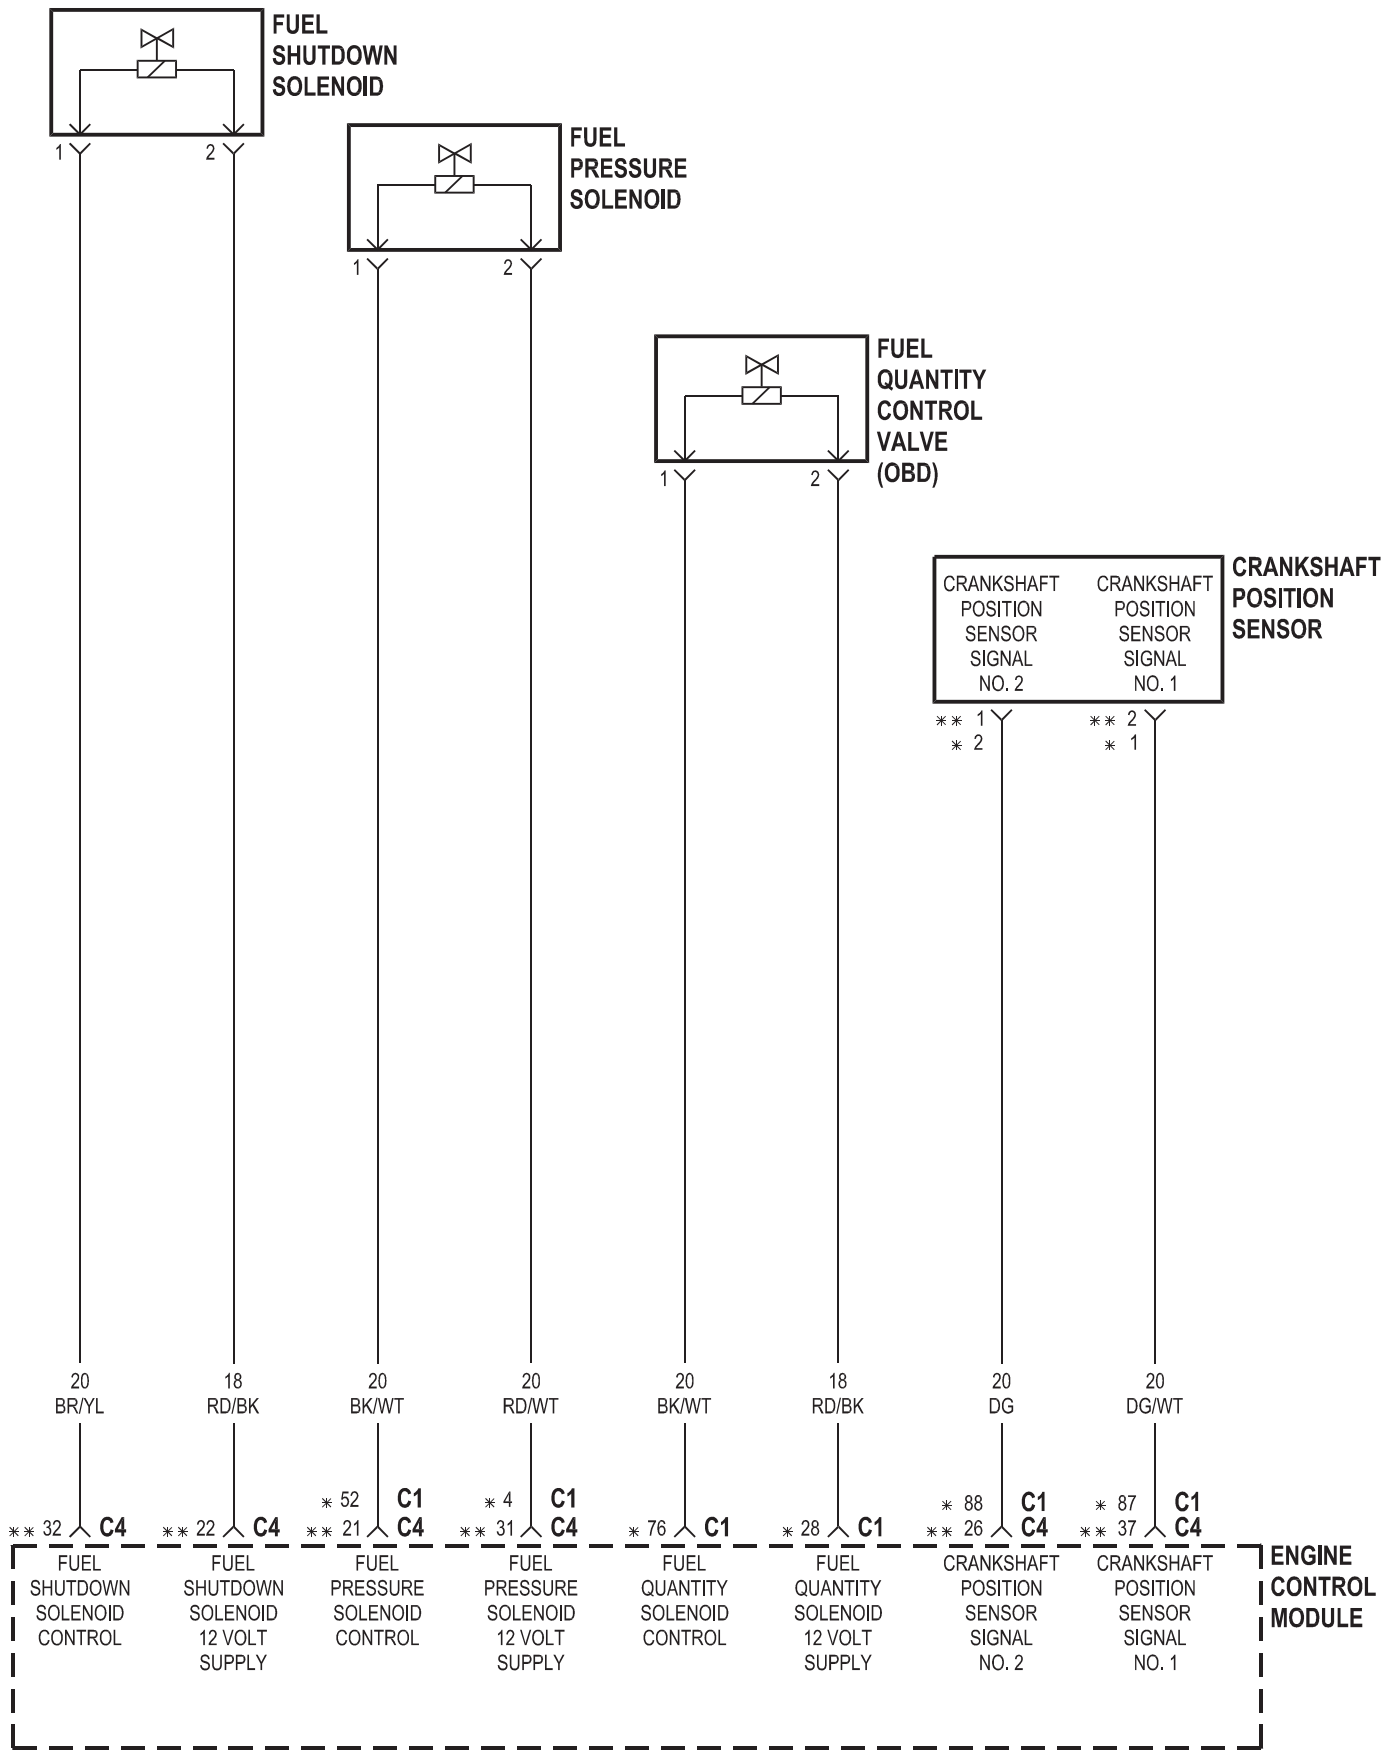 FUEL
SHUTDOWN
SOLENOID
1
2
FUEL
PRESSURE
SOLENOID
1
2
FUEL
QUANTITY
CONTROL
VALVE
(OBD)
1
2
CRANKSHAFT
POSITION
SENSOR
CRANKSHAFT
POSITION
SENSOR
SIGNAL
NO. 2
CRANKSHAFT
POSITION
SENSOR
SIGNAL
NO. 1
** 1
* 2
** 2
* 1
20
BR/YL
18
RD/BK
20
BK/WT
20
RD/WT
20
BK/WT
18
RD/BK
20
DG
20
DG/WT
** 32 C4
** 22 C4
* 52 C1
** 21 C4
* 4 C1
** 31 C4
* 76 C1
* 28 C1
* 88 C1
** 26 C4
* 87 C1
** 37 C4
FUEL
SHUTDOWN
SOLENOID
CONTROL
FUEL
SHUTDOWN
SOLENOID
12 VOLT
SUPPLY
FUEL
PRESSURE
SOLENOID
CONTROL
FUEL
PRESSURE
SOLENOID
12 VOLT
SUPPLY
FUEL
QUANTITY
SOLENOID
CONTROL
FUEL
QUANTITY
SOLENOID
12 VOLT
SUPPLY
CRANKSHAFT
POSITION
SENSOR
SIGNAL
NO. 2
CRANKSHAFT
POSITION
SENSOR
SIGNAL
NO. 1
ENGINE
CONTROL
MODULE